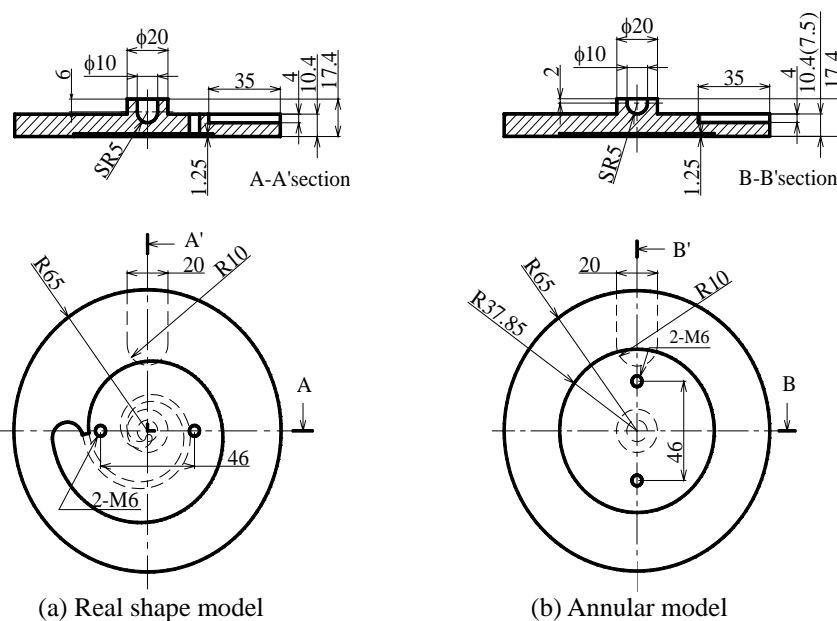 ϕ20
ϕ10
6
35
4
10.4
17.4
SR5
1.25
A-A'section
ϕ20
ϕ10
2
35
4
10.4(7.5)
17.4
SR5
1.25
B-B'section
A'
R65
20
R10
A
46
2-M6
B'
R65
20
R10
R37.85
2-M6
B
46
(a) Real shape model
(b) Annular model